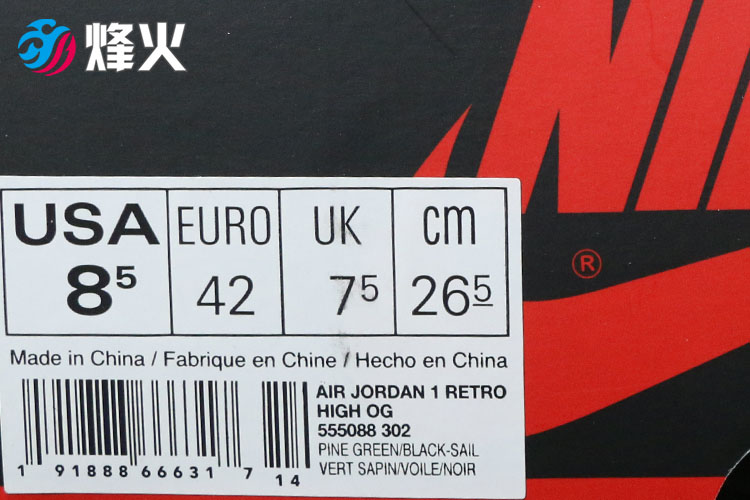 烽火
NI
®
USA EURO UK cm
8⁵ 42 7⁵ 26⁵
Made in China / Fabrique en Chine / Hecho en China
AIR JORDAN 1 RETRO
HIGH OG
555088 302
PINE GREEN/BLACK-SAIL
VERT SAPIN/VOILE/NOIR
1 91888 66631 7 14